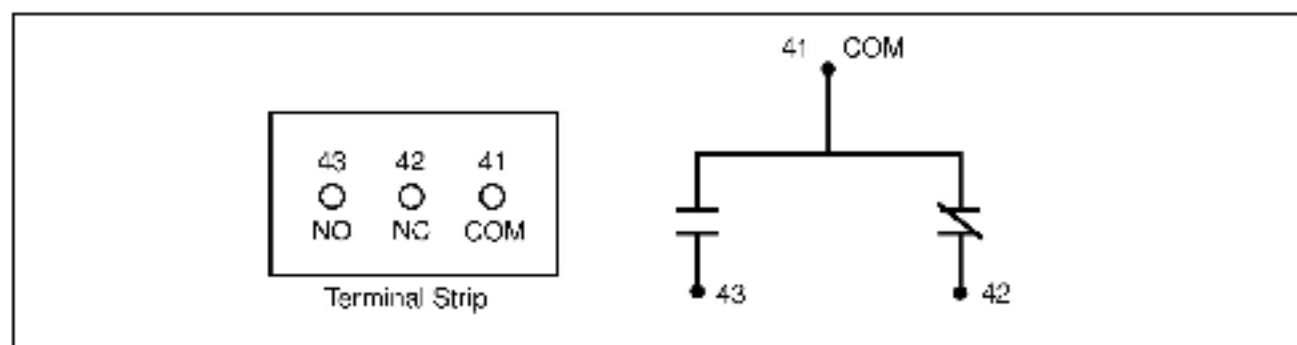 41 COM
43 42 41
NO NC COM
Terminal Strip
43
42